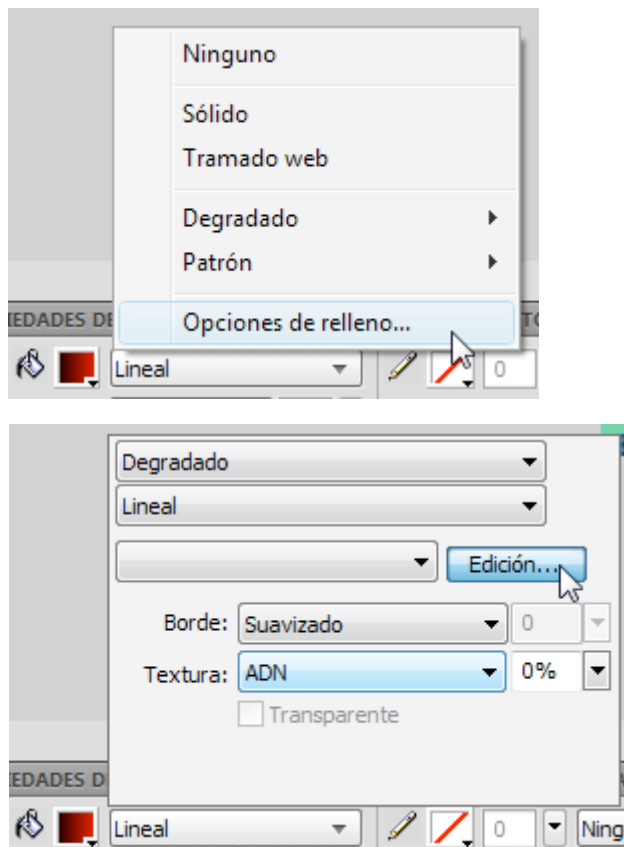 Ninguno
Sólido
Tramado web
Degradado
Patrón
Opciones de relleno...
IEDADES DE
Lineal 0
Degradado
Lineal
Edición...
Borde: Suavizado 0
Textura: ADN 0%
Transparente
EDADES D
Lineal 0 Ning